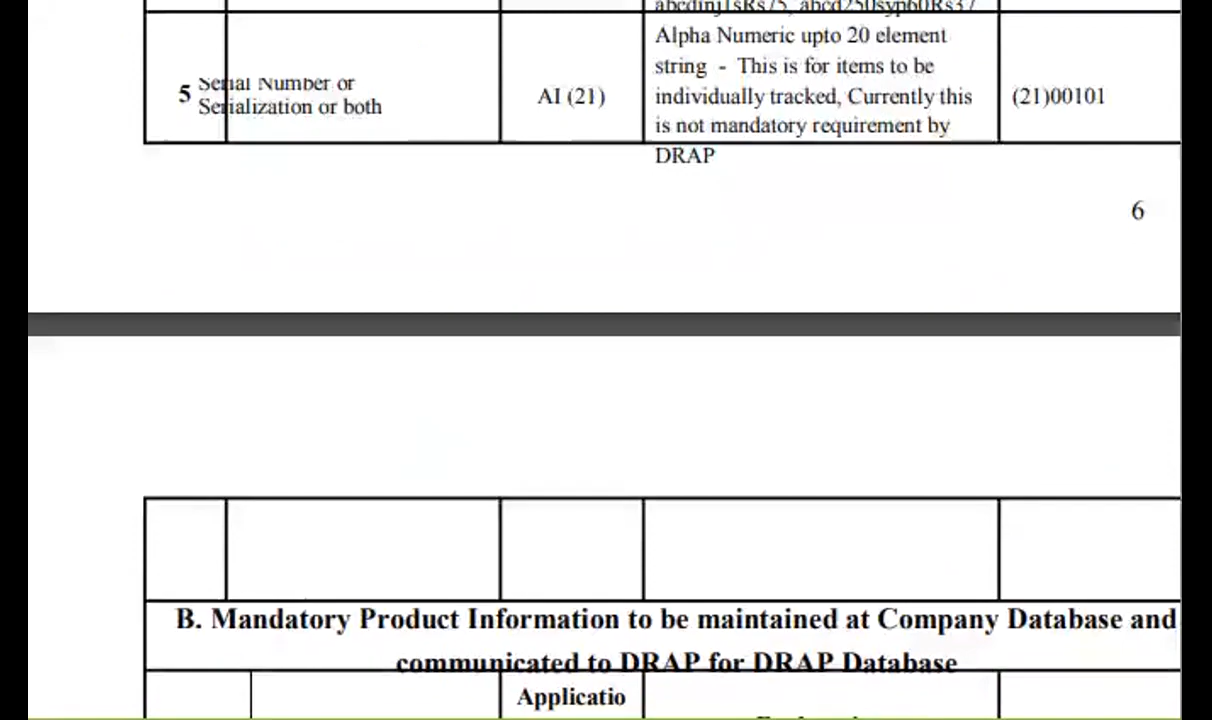 Alpha Numeric upto 20 element
string - This is for items to be
individually tracked, Currently this
is not mandatory requirement by
DRAP
5
Serial Number or
Serialization or both
AI (21)
(21)00101
6
B. Mandatory Product Information to be maintained at Company Database and
communicated to DRAP for DRAP Database
Applicatio